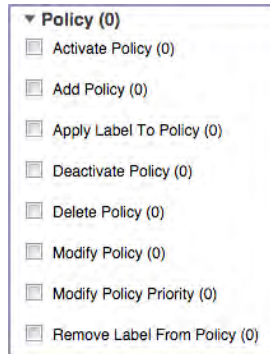 Policy (0)
Activate Policy (0)
Add Policy (0)
Apply Label To Policy (0)
Deactivate Policy (0)
Delete Policy (0)
Modify Policy (0)
Modify Policy Priority (0)
Remove Label From Policy (0)